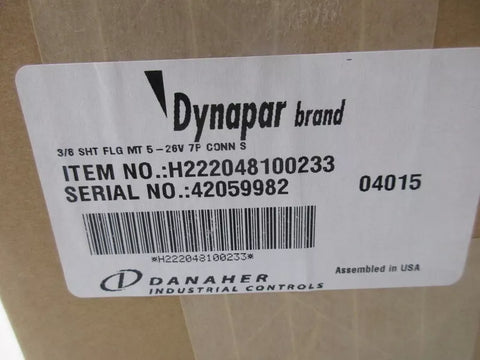 Dynapar brand
3/8 SHT FLG MT 5-26V 7P CONN S
ITEM NO.:H222048100233
SERIAL NO.:42059982 04015
*H222048100233*
DANAHER
INDUSTRIAL CONTROLS
Assembled in USA